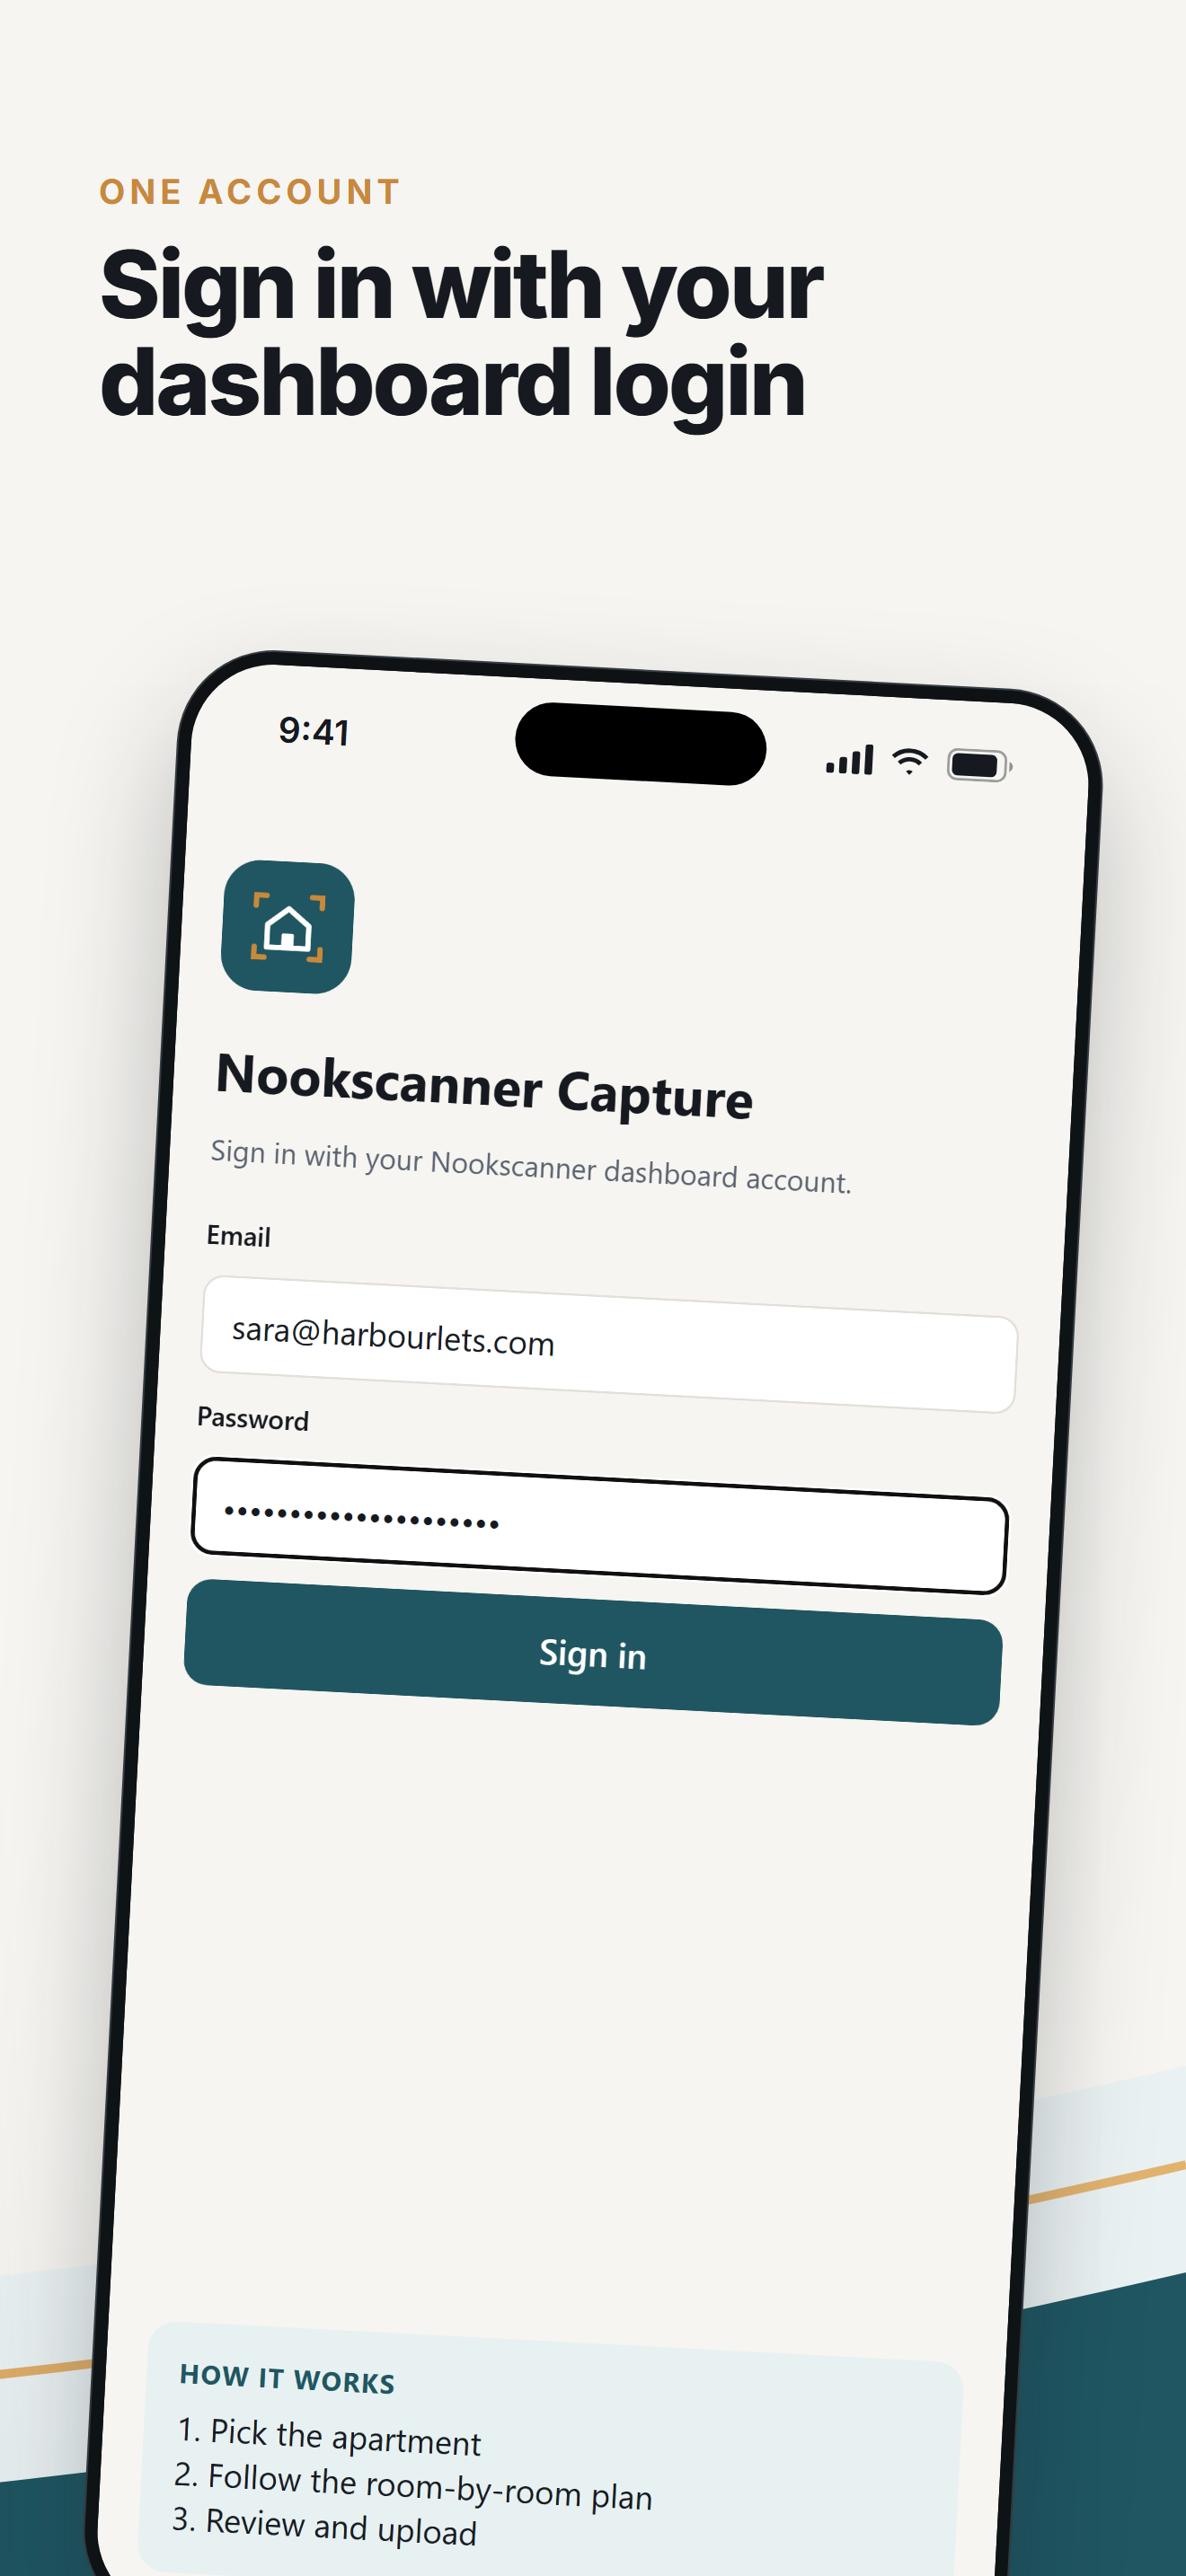 ONE ACCOUNT
Sign in with your
dashboard login
9:41
Nookscanner Capture
Sign in with your Nookscanner dashboard account.
Email
sara@harbourlets.com
Password
•••••••••••••••••••••
Sign in
HOW IT WORKS
1. Pick the apartment
2. Follow the room-by-room plan
3. Review and upload